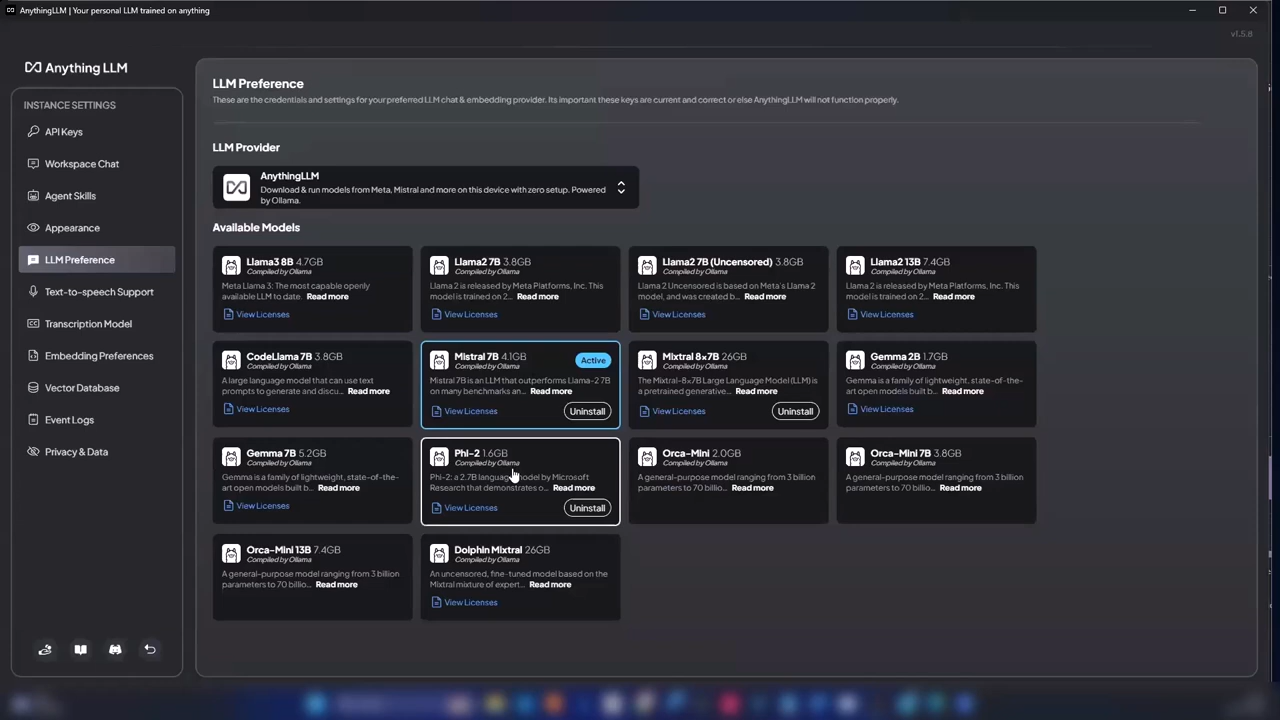 AnythingLLM | Your personal LLM trained on anything
v1.5.8
Anything LLM
INSTANCE SETTINGS
API Keys
Workspace Chat
Agent Skills
Appearance
LLM Preference
Text-to-speech Support
Transcription Model
Embedding Preferences
Vector Database
Event Logs
Privacy & Data
LLM Preference
These are the credentials and settings for your preferred LLM chat & embedding provider. Its important these keys are current and correct or else AnythingLLM will not function properly.
LLM Provider
AnythingLLM
Download & run models from Meta, Mistral and more on this device with zero setup. Powered
by Ollama.
Available Models
Llama3 8B 4.7GB
Compiled by Ollama
Meta Llama 3: The most capable openly
available LLM to date. Read more
View Licenses
Llama2 7B 3.8GB
Compiled by Ollama
Llama 2 is released by Meta Platforms, Inc. This
model is trained on 2... Read more
View Licenses
Llama2 7B (Uncensored) 3.8GB
Compiled by Ollama
Llama 2 Uncensored is based on Meta's Llama 2
model, and was created b... Read more
View Licenses
Llama2 13B 7.4GB
Compiled by Ollama
Llama 2 is released by Meta Platforms, Inc. This
model is trained on 2... Read more
View Licenses
CodeLlama 7B 3.8GB
Compiled by Ollama
A large language model that can use text
prompts to generate and discu... Read more
View Licenses
Mistral 7B 4.1GB
Active
Compiled by Ollama
Mistral 7B is an LLM that outperforms Llama-2 7B
on many benchmarks an... Read more
View Licenses
Uninstall
Mixtral 8x7B 26GB
Compiled by Ollama
The Mixtral-8x7B Large Language Model (LLM) is
a pretrained generative... Read more
View Licenses
Uninstall
Gemma 2B 1.7GB
Compiled by Ollama
Gemma is a family of lightweight, state-of-the-
art open models built b... Read more
View Licenses
Gemma 7B 5.2GB
Compiled by Ollama
Gemma is a family of lightweight, state-of-the-
art open models built b... Read more
View Licenses
Phi-2 1.6GB
Compiled by Ollama
Phi-2: a 2.7B language model by Microsoft
Research that demonstrates o... Read more
View Licenses
Uninstall
Orca-Mini 2.0GB
Compiled by Ollama
A general-purpose model ranging from 3 billion
parameters to 70 billio... Read more
Orca-Mini 7B 3.8GB
Compiled by Ollama
A general-purpose model ranging from 3 billion
parameters to 70 billio... Read more
Orca-Mini 13B 7.4GB
Compiled by Ollama
A general-purpose model ranging from 3 billion
parameters to 70 billio... Read more
Dolphin Mixtral 26GB
Compiled by Ollama
An uncensored, fine-tuned model based on the
Mixtral mixture of expert... Read more
View Licenses